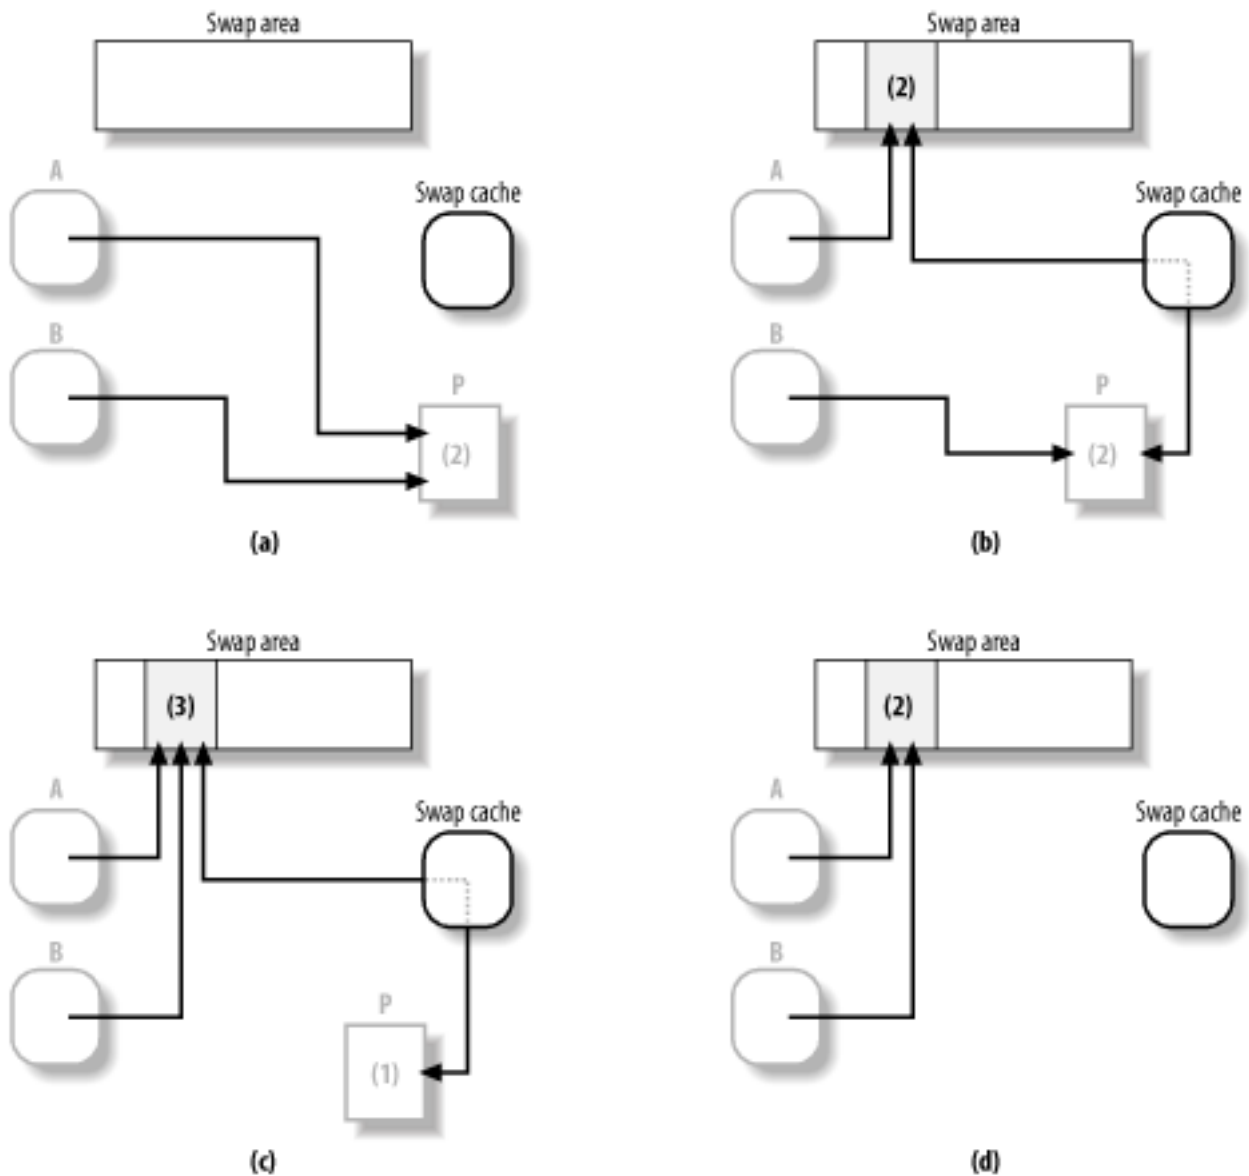 Swap area
A
Swap cache
B
P
(2)
(a)
Swap area
(2)
A
Swap cache
B
P
(2)
(b)
Swap area
(3)
A
Swap cache
B
P
(1)
(c)
Swap area
(2)
A
Swap cache
B
(d)